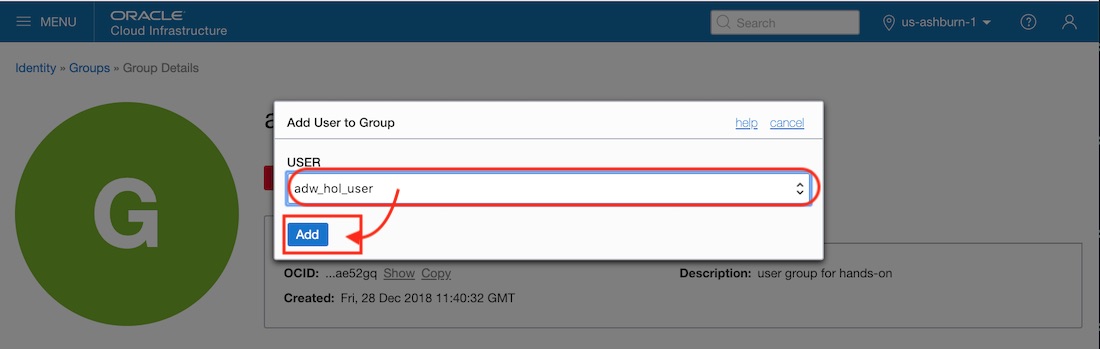 MENU
ORACLE
Cloud Infrastructure
Search
us-ashburn-1
Identity » Groups » Group Details
G
Add User to Group
help
cancel
USER
adw_hol_user
Add
OCID: ...ae52gq Show Copy
Description: user group for hands-on
Created: Fri, 28 Dec 2018 11:40:32 GMT